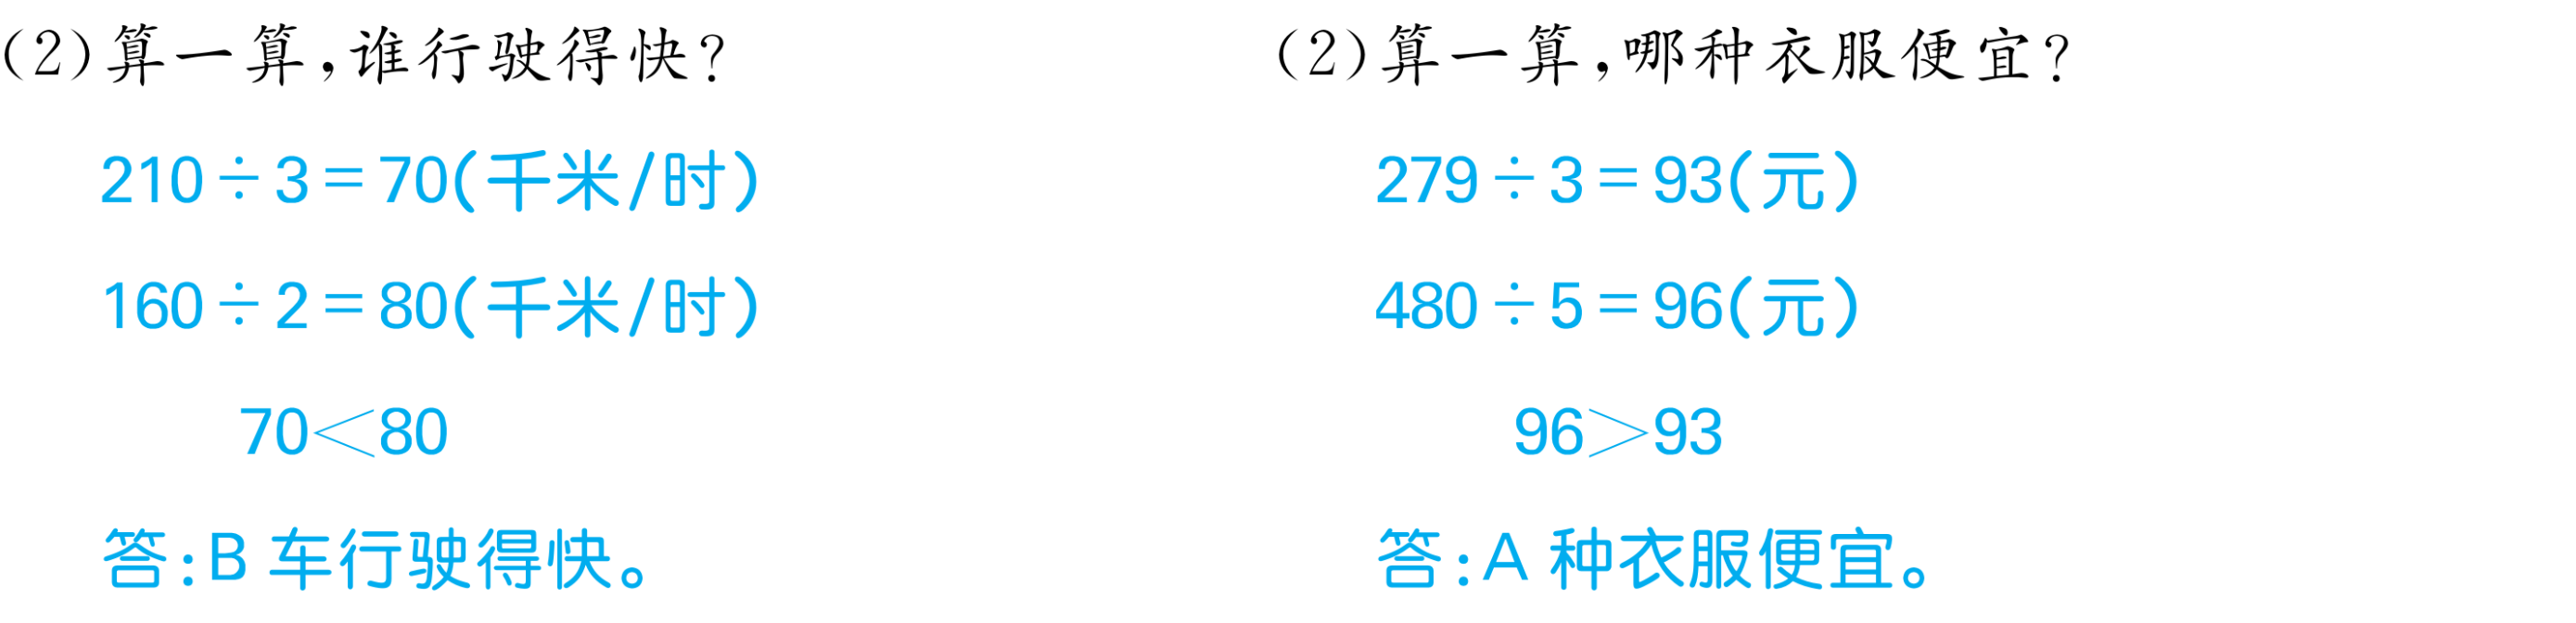 (2)算一算,谁行驶得快?
210÷3=70(千米/时)
160÷2=80(千米/时)
70<80
答:B 车行驶得快。
(2)算一算,哪种衣服便宜?
279÷3=93(元)
480÷5=96(元)
96>93
答:A 种衣服便宜。